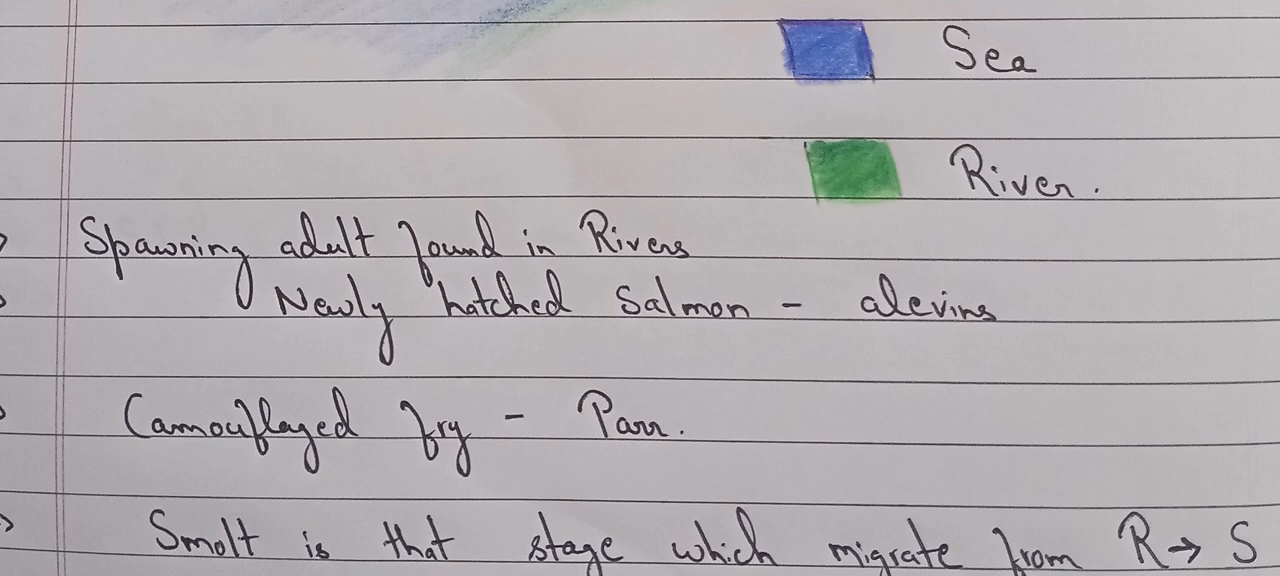 Sea
River.
Spawning adult found in Rivers
Newly hatched Salmon - alevins
Camouflaged fry - Parr.
Smolt is that stage which migrate from R → S